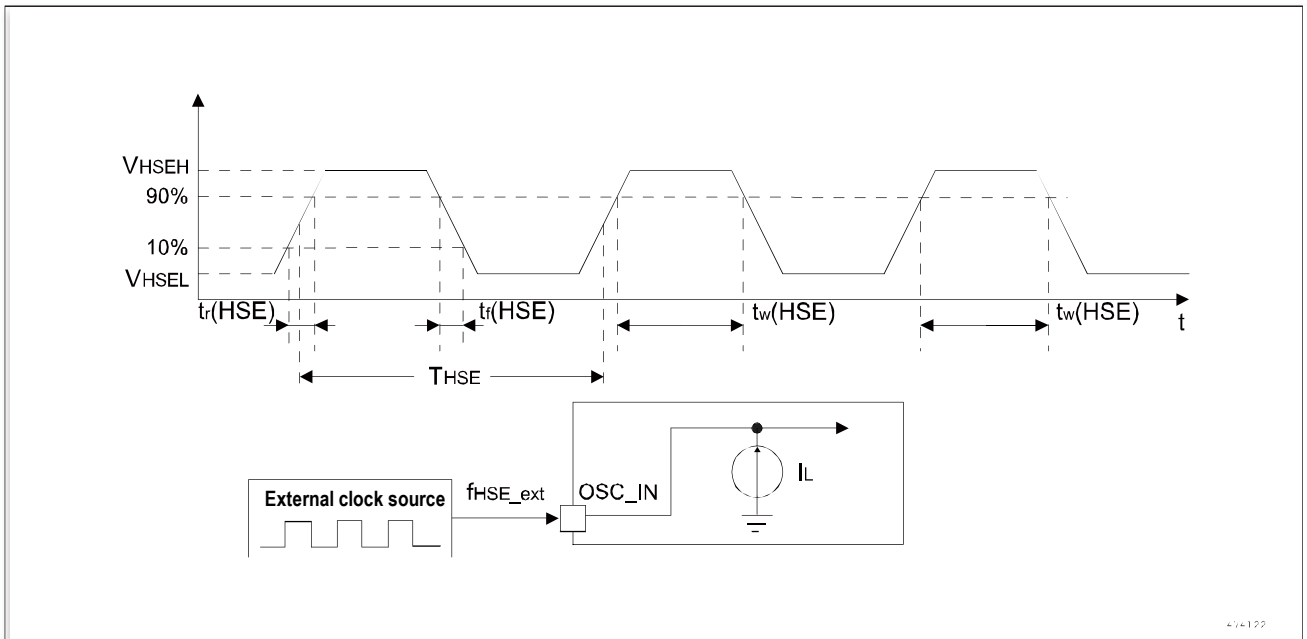 VHSEH
90%
10%
VHSEL
tr(HSE)
tf(HSE)
tw(HSE)
tw(HSE)
t
THSE
External clock source
fHSE_ext
OSC_IN
IL
474122